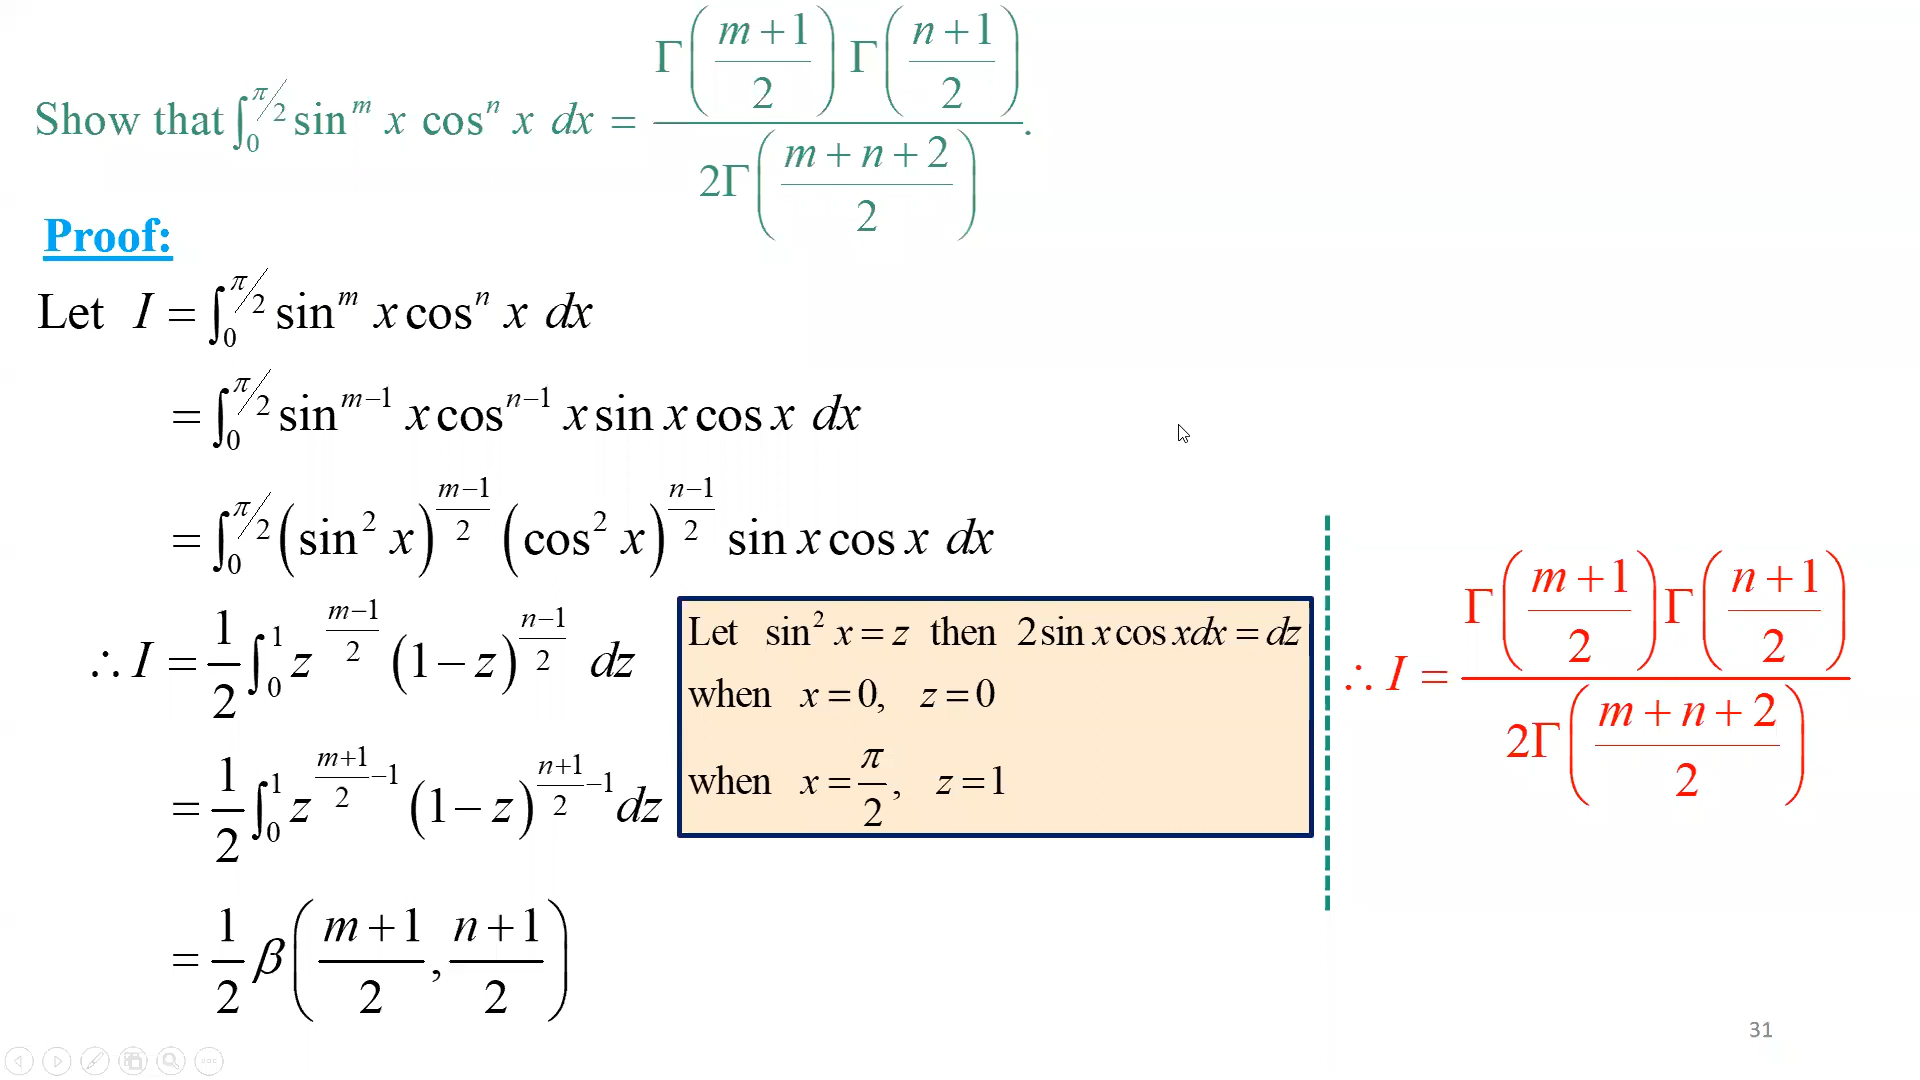 Show that ∫₀^{π/2} sin^m x cos^n x dx = Γ((m+1)/2) Γ((n+1)/2) / 2Γ((m+n+2)/2).
Proof:
Let I = ∫₀^{π/2} sin^m x cos^n x dx
= ∫₀^{π/2} sin^{m−1} x cos^{n−1} x sin x cos x dx
= ∫₀^{π/2} (sin² x)^{(m−1)/2} (cos² x)^{(n−1)/2} sin x cos x dx
∴ I = 1/2 ∫₀¹ z^{(m−1)/2} (1−z)^{(n−1)/2} dz
= 1/2 ∫₀¹ z^{(m+1)/2 −1} (1−z)^{(n+1)/2 −1} dz
= 1/2 β((m+1)/2, (n+1)/2)
Let sin² x = z then 2 sin x cos x dx = dz
when x = 0, z = 0
when x = π/2, z = 1
∴ I = Γ((m+1)/2) Γ((n+1)/2) / 2Γ((m+n+2)/2)
31